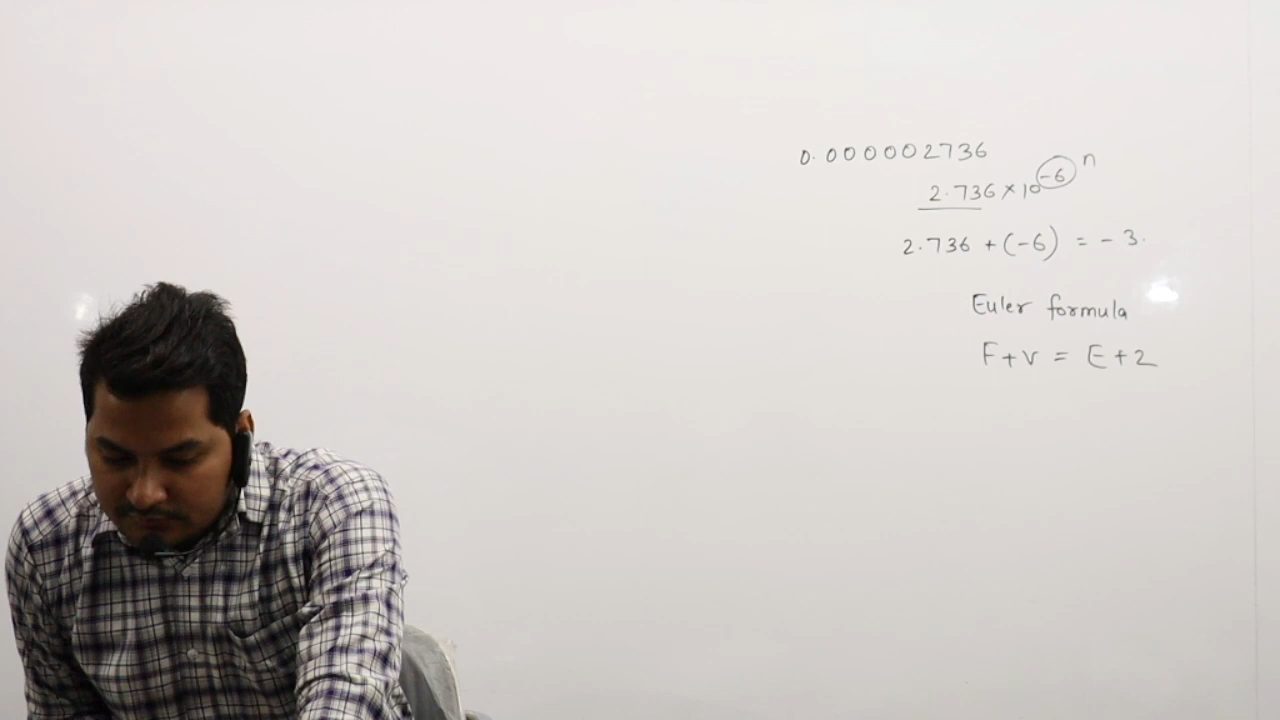 0.000002736
2.736 × 10^-6 n
2.736 + (-6) = -3.
Euler formula
F+V = E+2